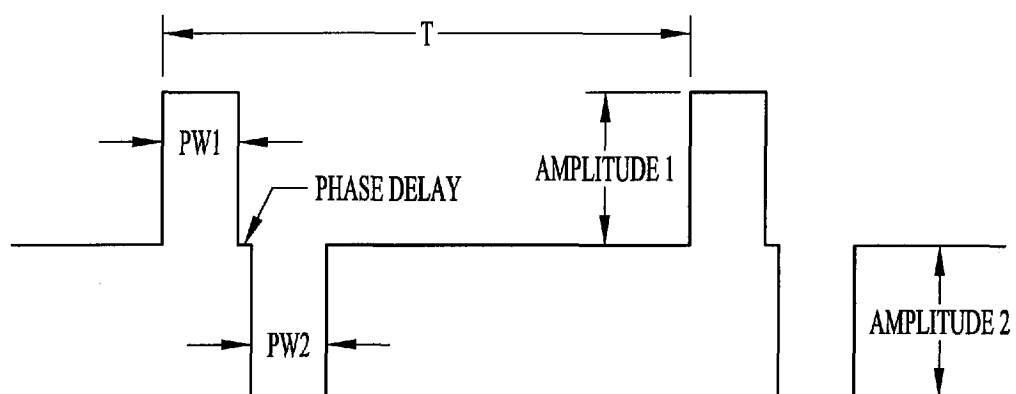 T
PW1
AMPLITUDE 1
PHASE DELAY
PW2
AMPLITUDE 2